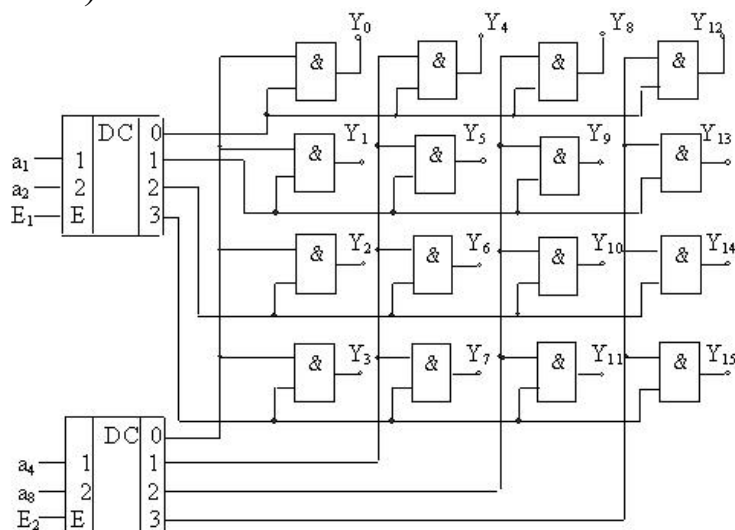 )
Y0 Y4 Y8 Y12
& & & &
DC 0
Y1 Y5 Y9 Y13
& & & &
a1 1 1
a2 2 2
E1 E 3
Y2 Y6 Y10 Y14
& & & &
Y3 Y7 Y11 Y15
& & & &
DC 0
a4 1 1
a8 2 2
E2 E 3